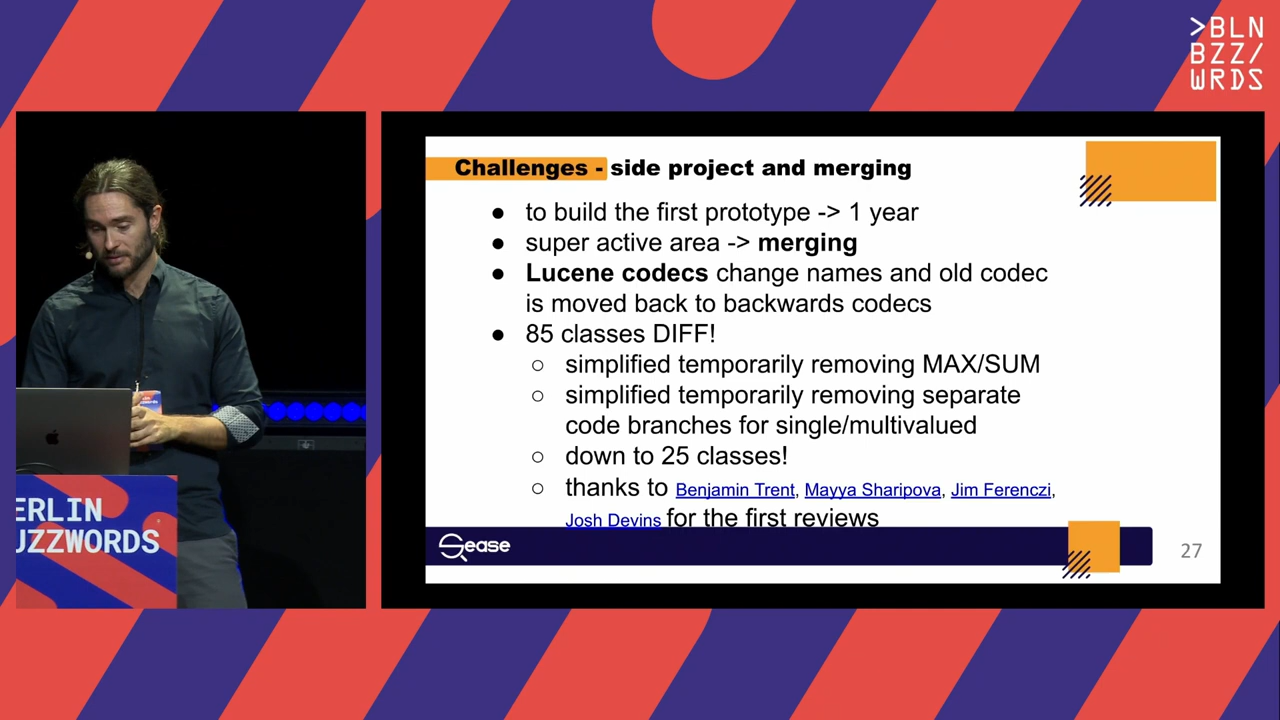 >BLN
BZZ/
WRDS
Challenges - side project and merging
● to build the first prototype -> 1 year
● super active area -> merging
● Lucene codecs change names and old codec
is moved back to backwards codecs
● 85 classes DIFF!
○ simplified temporarily removing MAX/SUM
○ simplified temporarily removing separate
code branches for single/multivalued
○ down to 25 classes!
○ thanks to Benjamin Trent, Mayya Sharipova, Jim Ferenczi,
Josh Devins for the first reviews
Sease
27
ERLIN
UZZWORDS